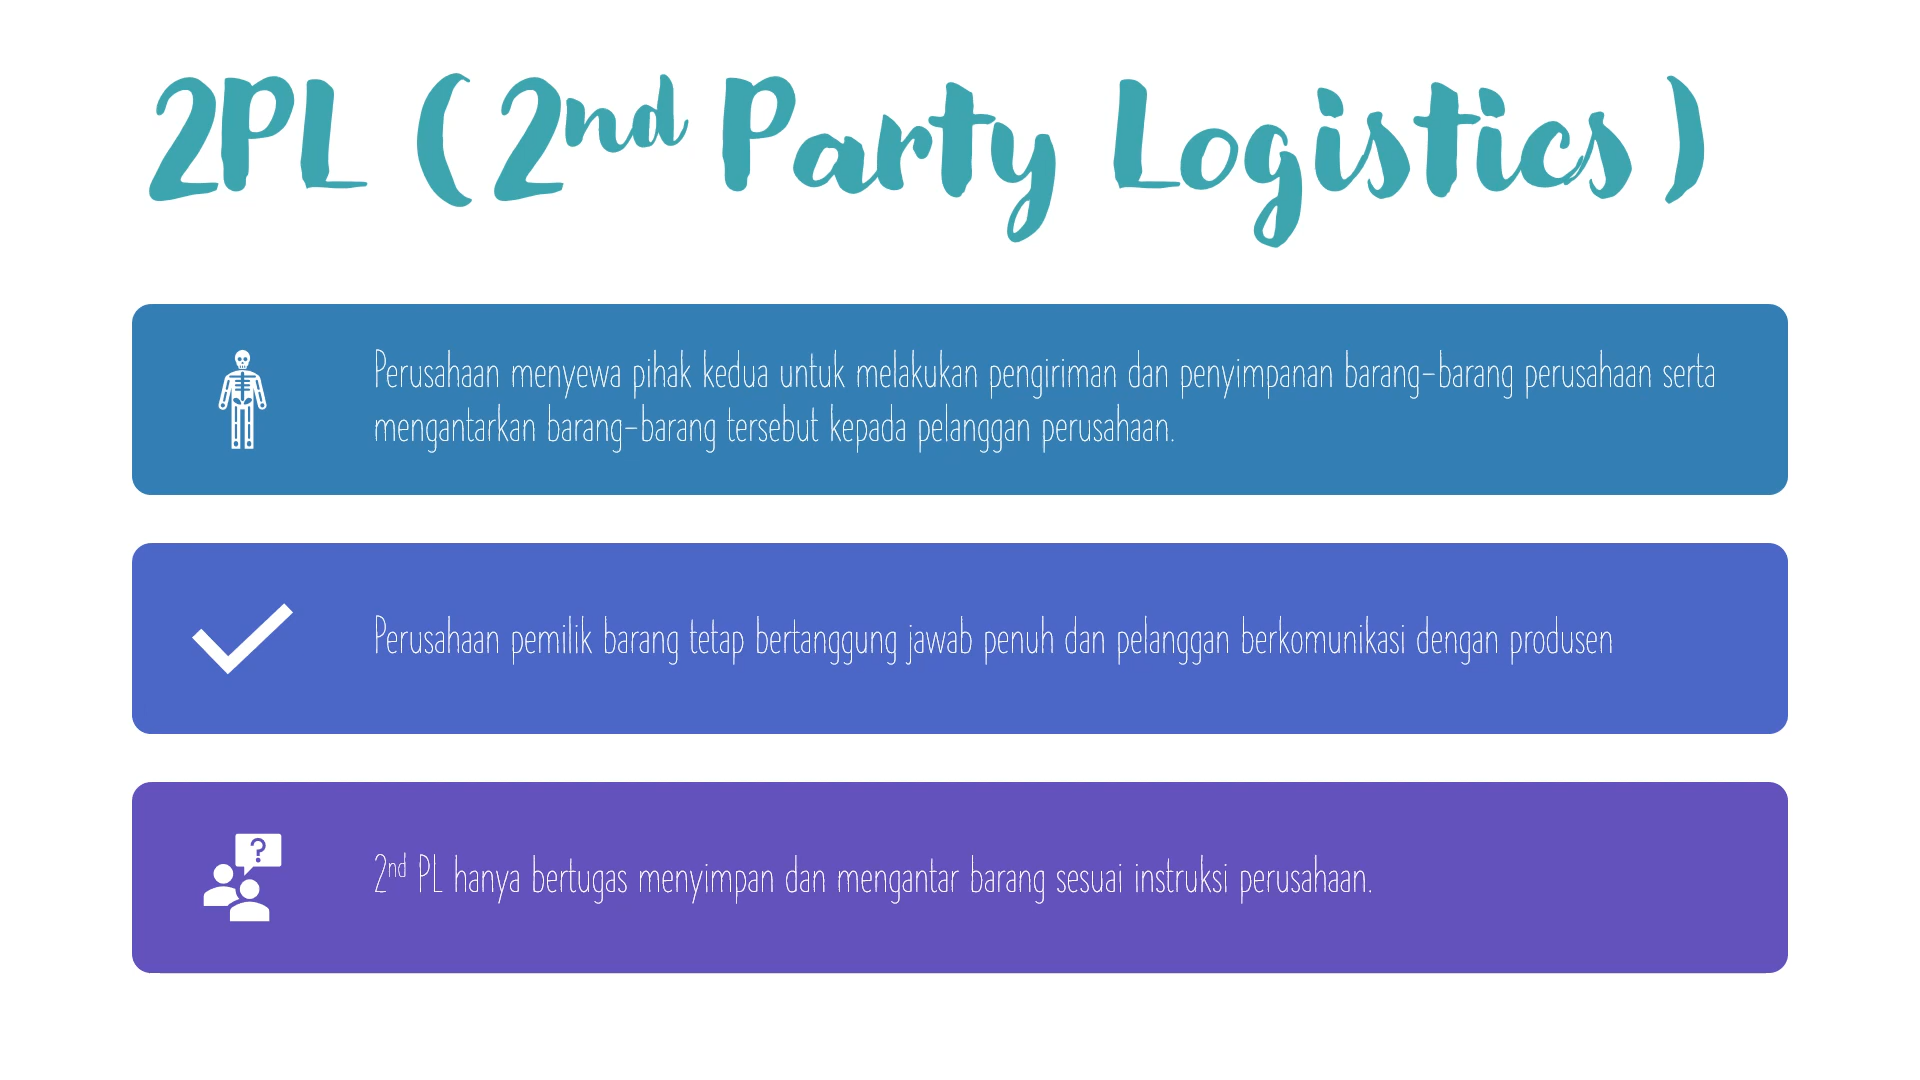 2PL (2nd Party Logistics)
Perusahaan menyewa pihak kedua untuk melakukan pengiriman dan penyimpanan barang-barang perusahaan serta
mengantarkan barang-barang tersebut kepada pelanggan perusahaan.
Perusahaan pemilik barang tetap bertanggung jawab penuh dan pelanggan berkomunikasi dengan produsen
?
2nd PL hanya bertugas menyimpan dan mengantar barang sesuai instruksi perusahaan.